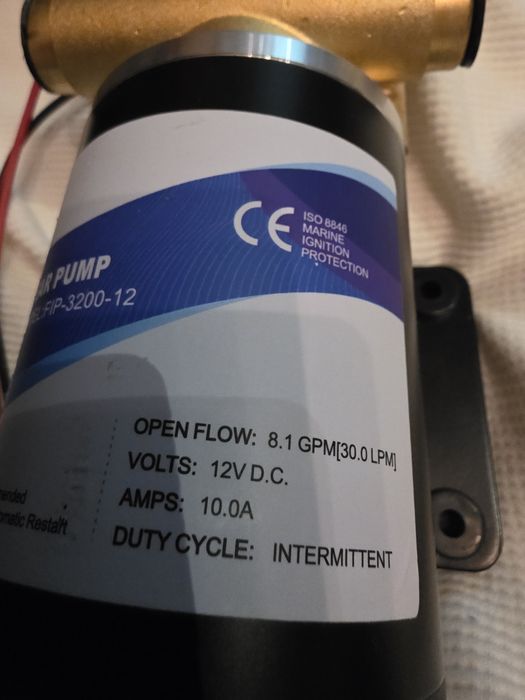 CE
ISO 8846
MARINE
IGNITION
PROTECTION
PUMP
FIP-3200-12
OPEN FLOW: 8.1 GPM[30.0 LPM]
VOLTS: 12V D.C.
AMPS: 10.0A
DUTY CYCLE: INTERMITTENT